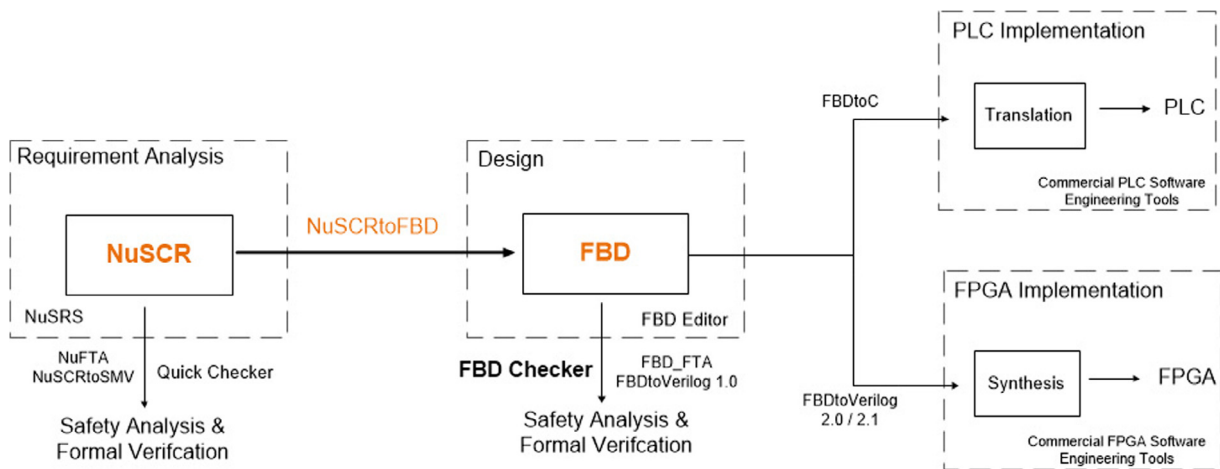 Requirement Analysis
NuSCR
NuSRS
NuFTA
NuSCRtoSMV
Quick Checker
Safety Analysis &
Formal Verifcation
NuSCRtoFBD
Design
FBD
FBD Editor
FBD Checker
FBD_FTA
FBDtoVerilog 1.0
Safety Analysis &
Formal Verifcation
FBDtoC
PLC Implementation
Translation
PLC
Commercial PLC Software
Engineering Tools
FBDtoVerilog
2.0 / 2.1
FPGA Implementation
Synthesis
FPGA
Commercial FPGA Software
Engineering Tools